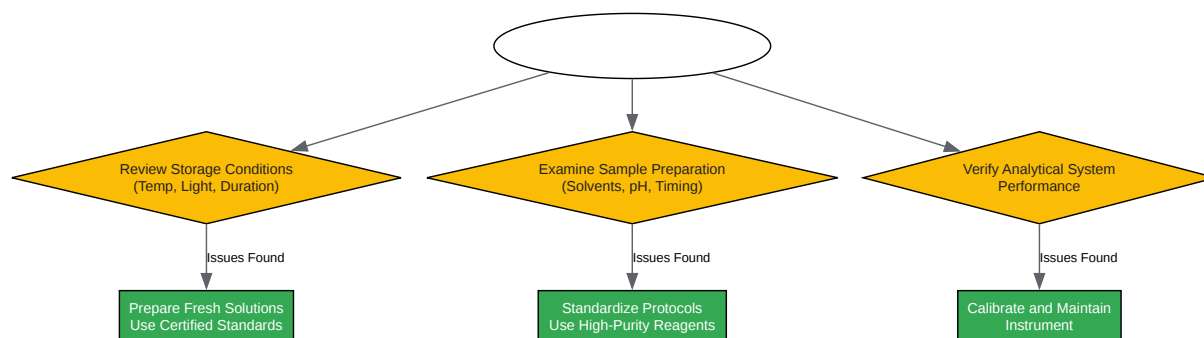 Review Storage Conditions
(Temp, Light, Duration)
Examine Sample Preparation
(Solvents, pH, Timing)
Verify Analytical System
Performance
Issues Found
Issues Found
Issues Found
Prepare Fresh Solutions
Use Certified Standards
Standardize Protocols
Use High-Purity Reagents
Calibrate and Maintain
Instrument